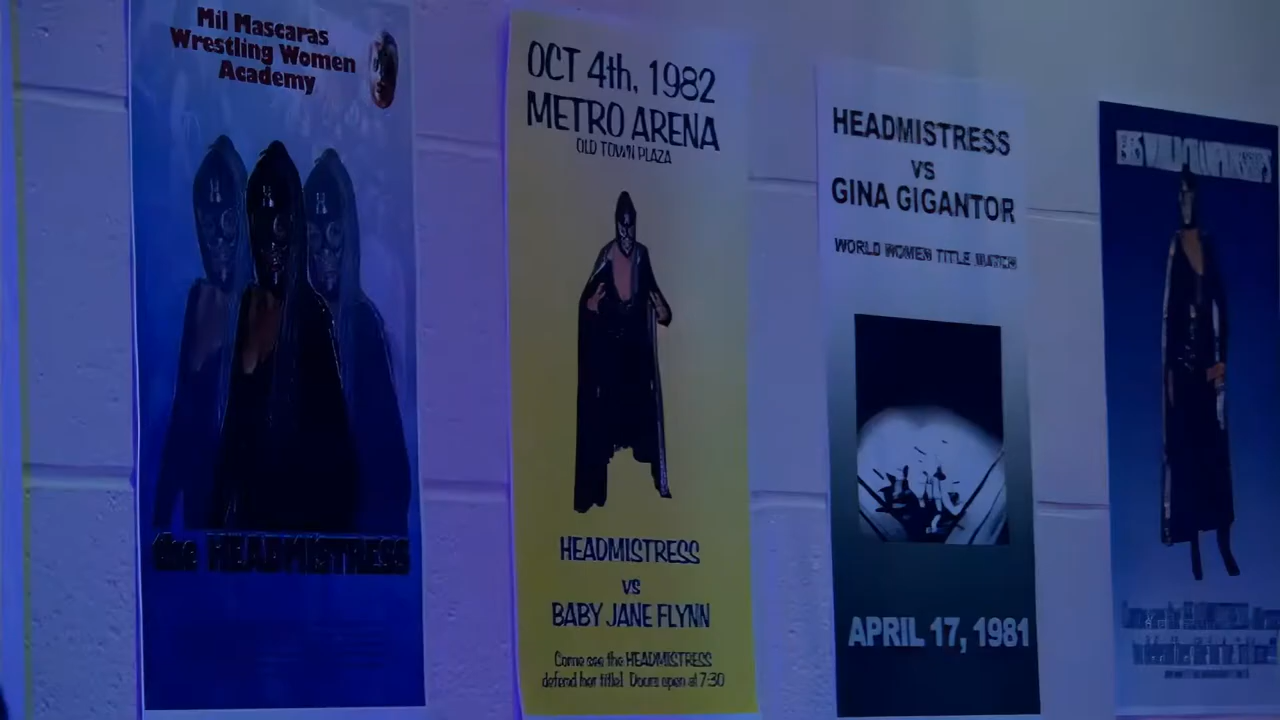 Mil Mascaras
Wrestling Women
Academy
the HEADMISTRESS
OCT 4th, 1982
METRO ARENA
OLD TOWN PLAZA
HEADMISTRESS
vs
BABY JANE FLYNN
Come see the HEADMISTRESS
defend her title! Doors open at 7:30
HEADMISTRESS
VS
GINA GIGANTOR
WORLD WOMEN TITLE MATCH
APRIL 17, 1981